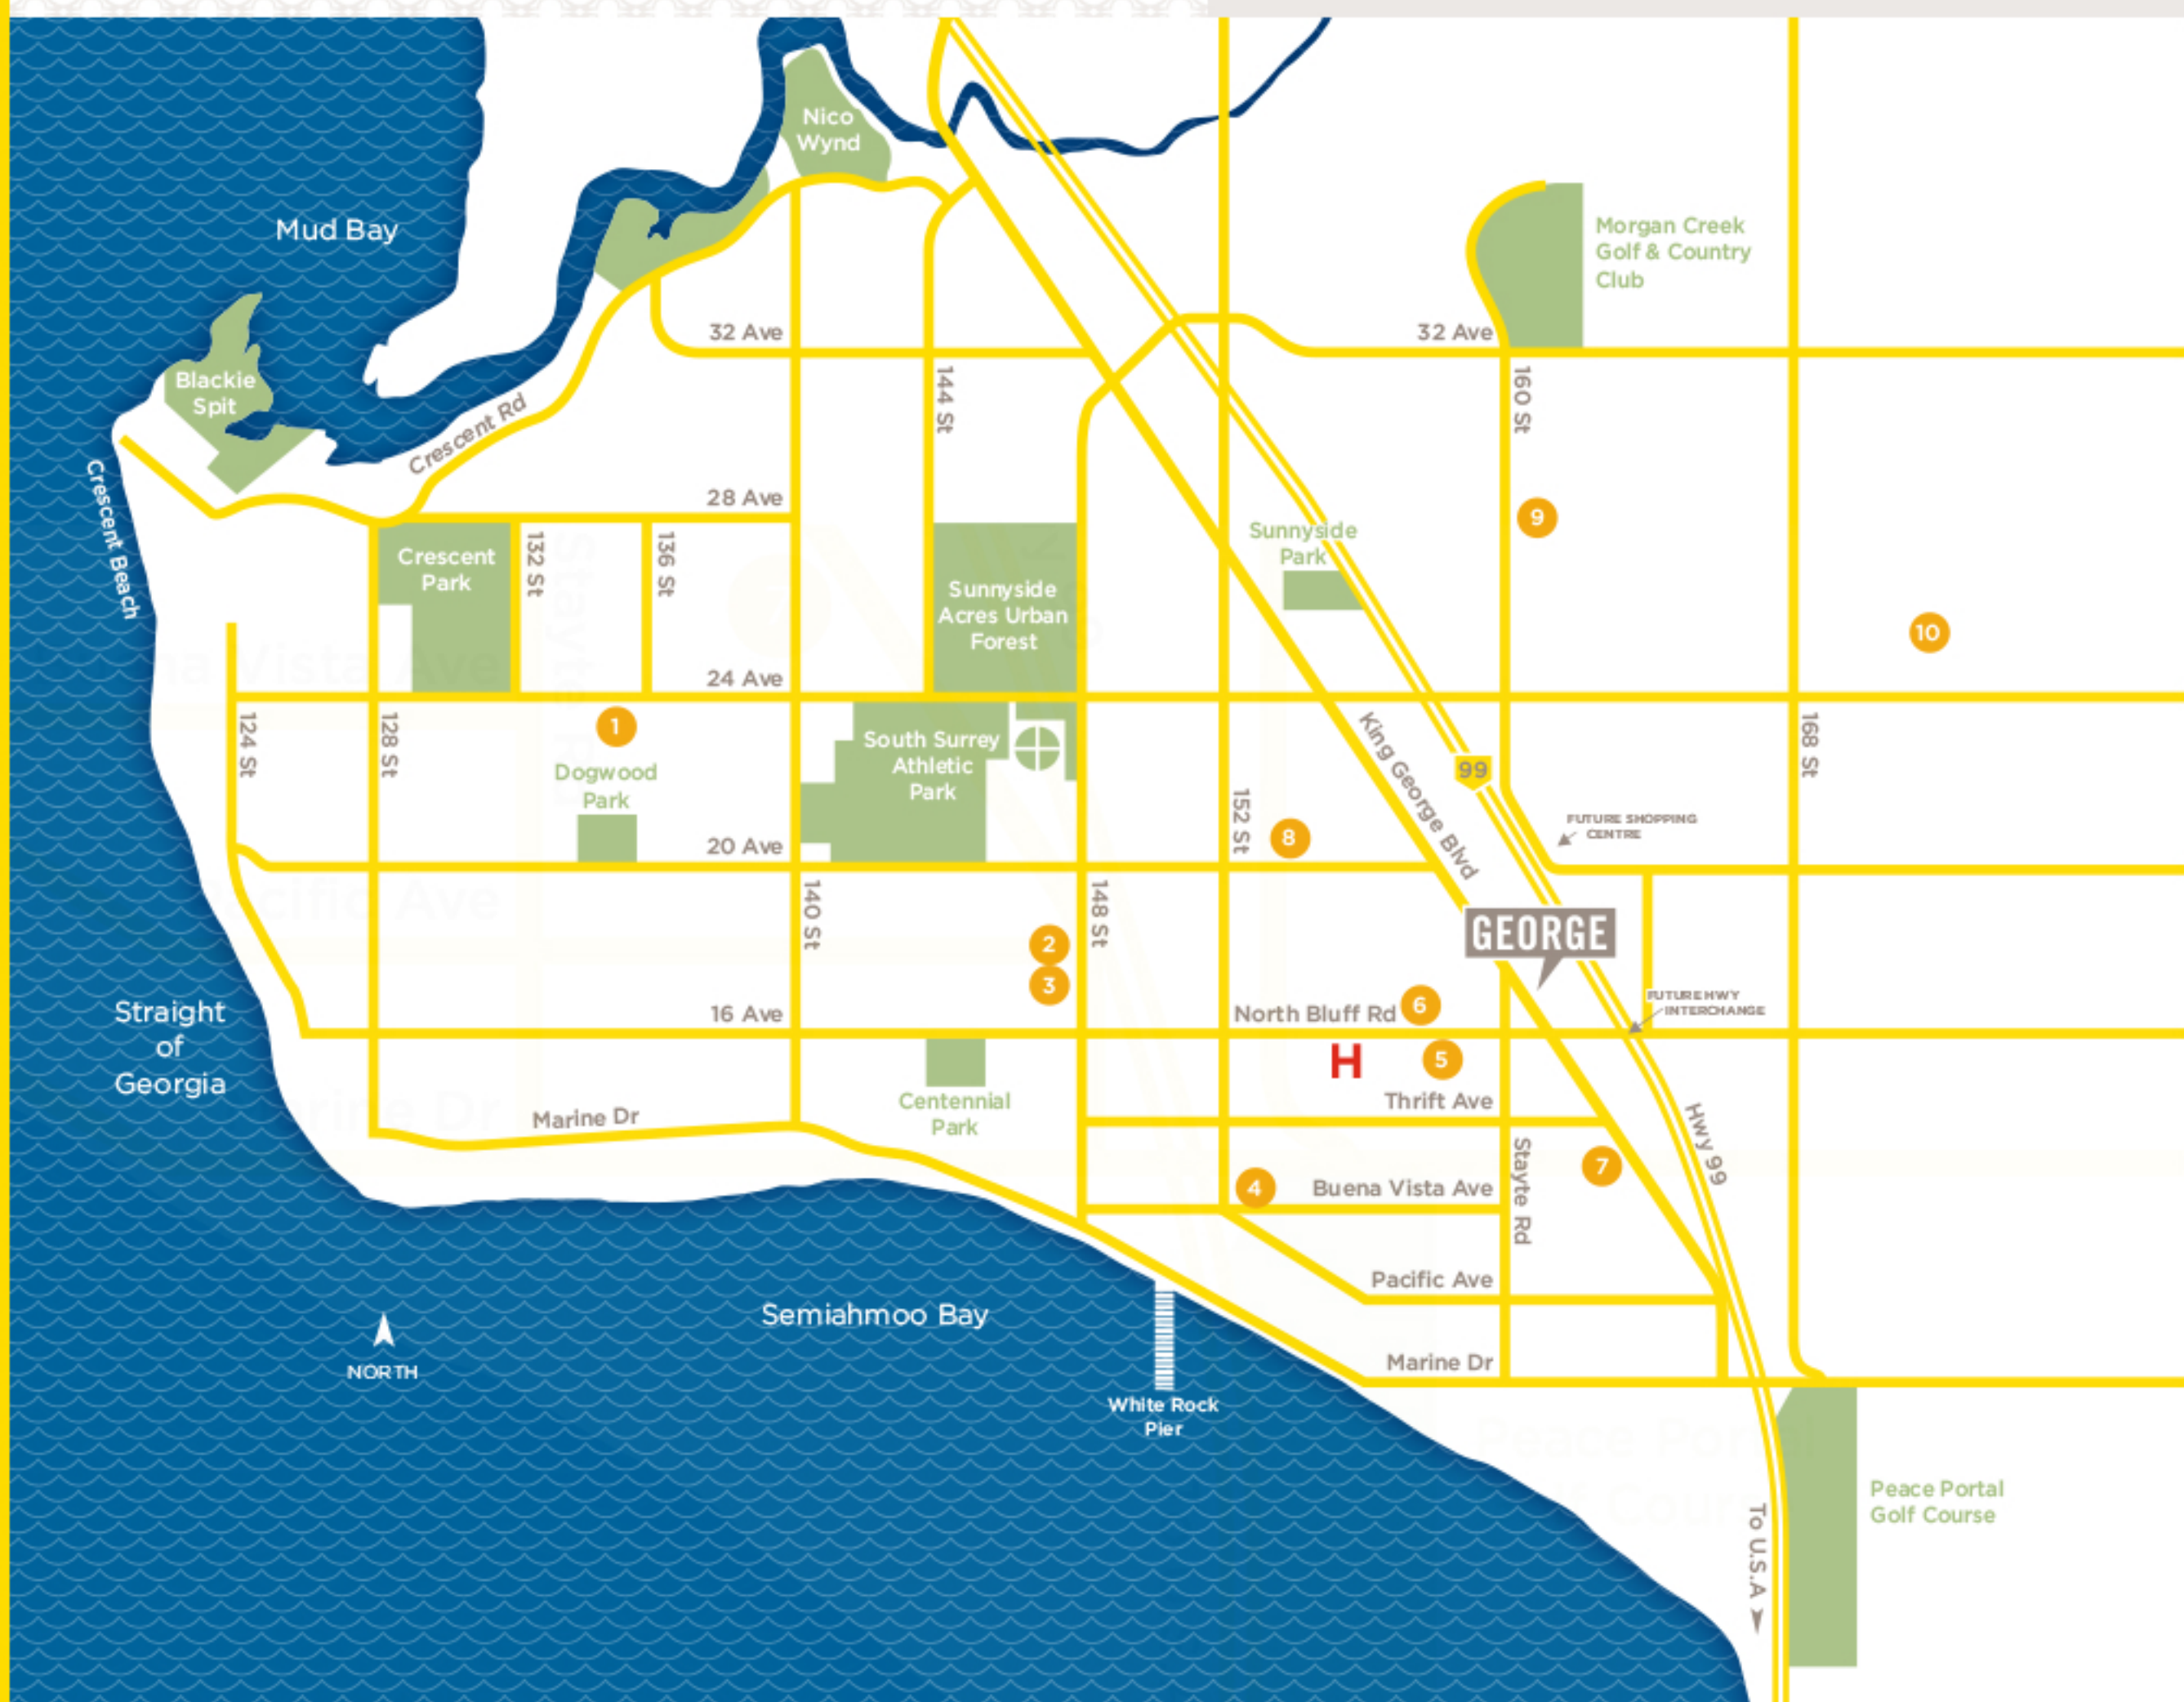 Nico
Wynd
Mud Bay
Morgan Creek
Golf & Country
Club
32 Ave
32 Ave
Blackie
Spit
144 St
160 St
Crescent Rd
Crescent Beach
28 Ave
9
Sunnyside
Park
Crescent
Park
132 St
136 St
Sunnyside
Acres Urban
Forest
10
24 Ave
124 St
128 St
1
Dogwood
Park
South Surrey
Athletic
Park
King George Blvd
99
168 St
152 St
8
FUTURE SHOPPING
CENTRE
20 Ave
140 St
148 St
2
3
GEORGE
Straight
of
Georgia
16 Ave
North Bluff Rd
6
FUTURE HWY
INTERCHANGE
H
5
Centennial
Park
Thrift Ave
Marine Dr
Hwy 99
Stayte Rd
7
4
Buena Vista Ave
Pacific Ave
Semiahmoo Bay
NORTH
Marine Dr
White Rock
Pier
Peace Portal
Golf Course
To U.S.A